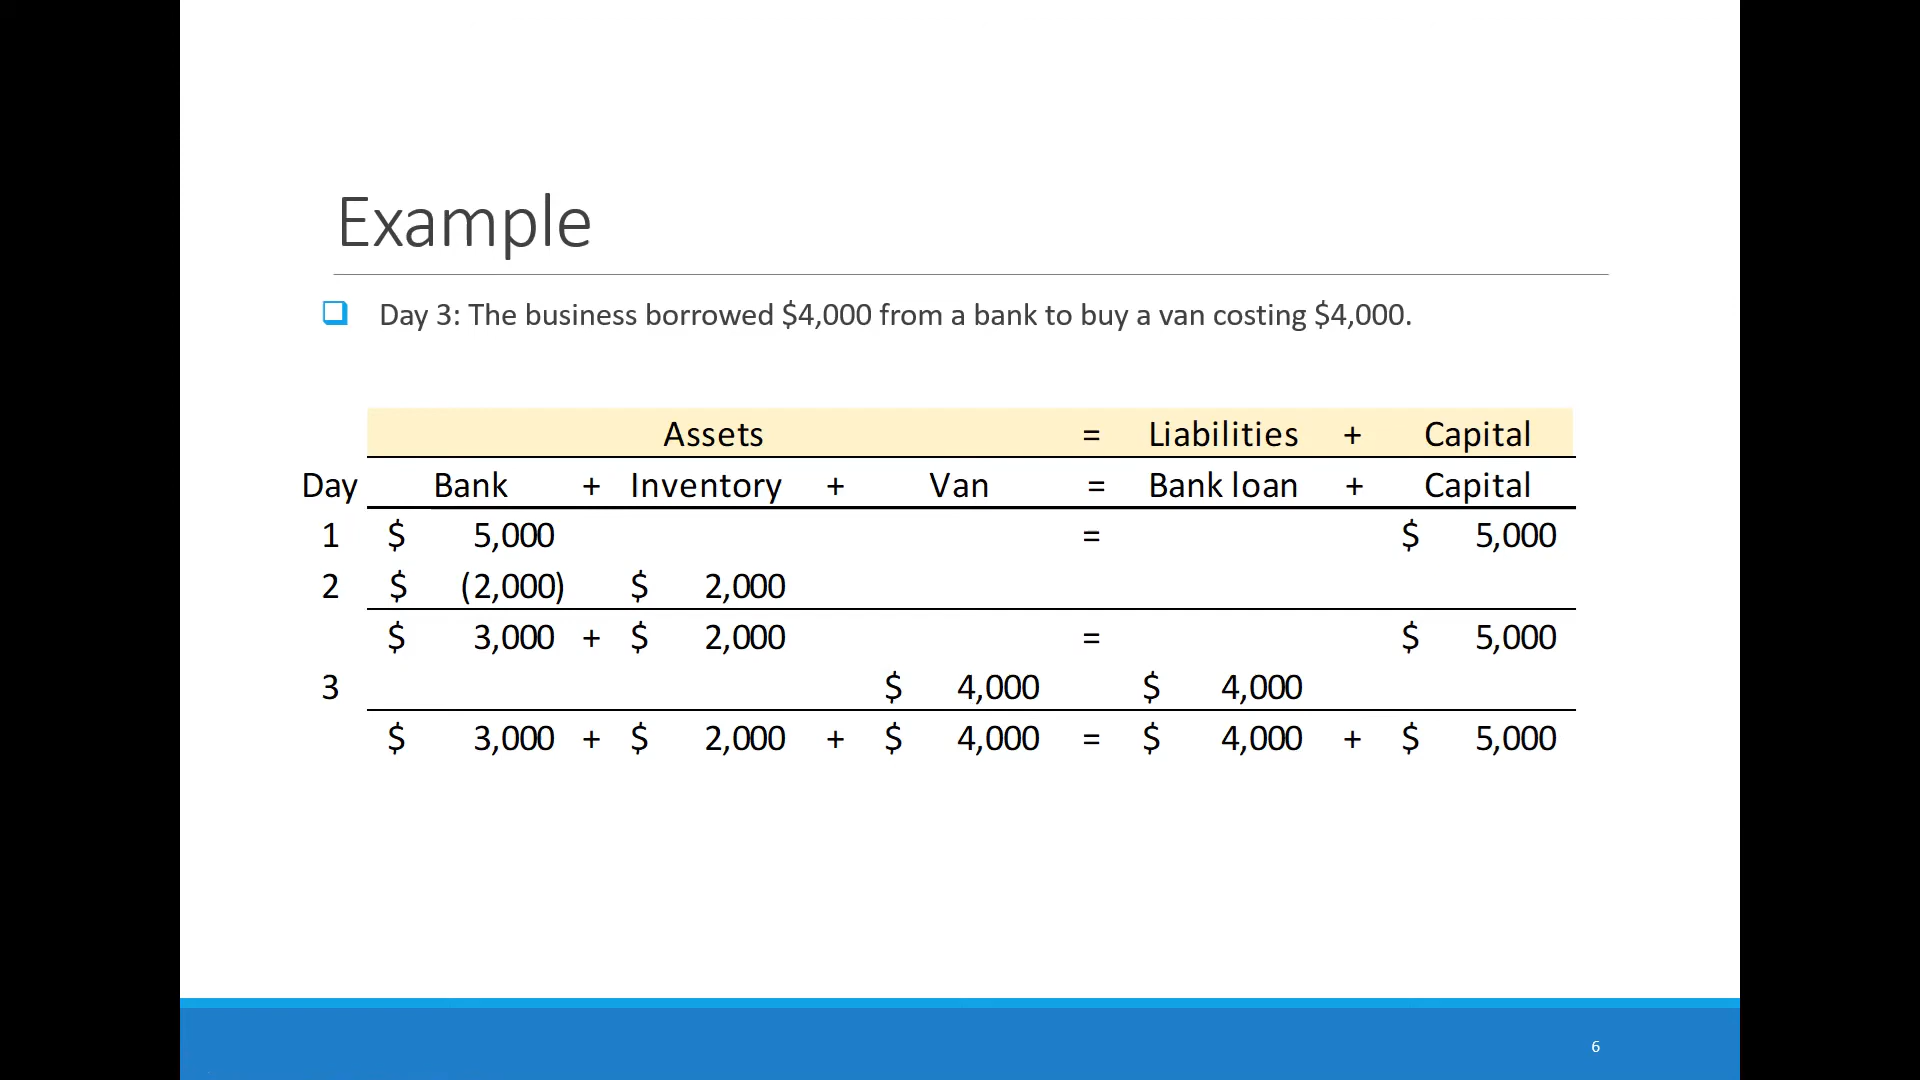 Example
Day 3: The business borrowed $4,000 from a bank to buy a van costing $4,000.
Assets = Liabilities + Capital
Day Bank + Inventory + Van = Bank loan + Capital
1 $ 5,000 = $ 5,000
2 $ (2,000) $ 2,000
$ 3,000 + $ 2,000 = $ 5,000
3 $ 4,000 $ 4,000
$ 3,000 + $ 2,000 + $ 4,000 = $ 4,000 + $ 5,000
6